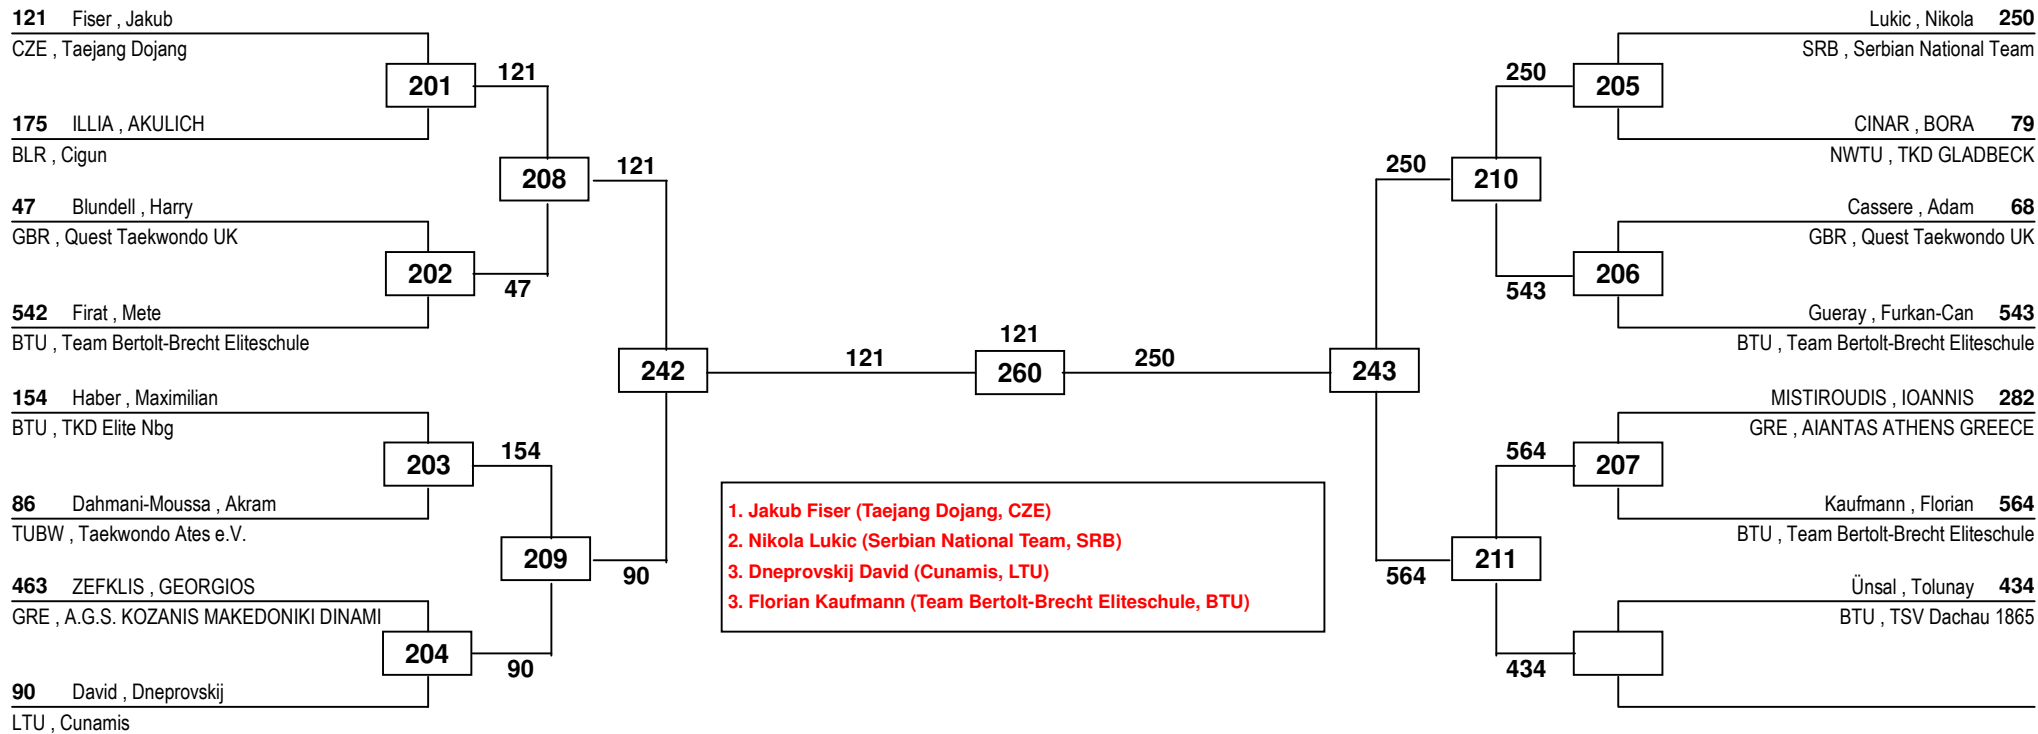 121 Fiser , Jakub
CZE , Taejang Dojang
201
121
175 ILLIA , AKULICH
BLR , Cigun
208
121
47 Blundell , Harry
GBR , Quest Taekwondo UK
202
47
542 Firat , Mete
BTU , Team Bertolt-Brecht Eliteschule
242
121
154 Haber , Maximilian
BTU , TKD Elite Nbg
203
154
86 Dahmani-Moussa , Akram
TUBW , Taekwondo Ates e.V.
209
90
463 ZEFKLIS , GEORGIOS
GRE , A.G.S. KOZANIS MAKEDONIKI DINAMI
204
90
90 David , Dneprovskij
LTU , Cunamis
121
260
1. Jakub Fiser (Taejang Dojang, CZE)
2. Nikola Lukic (Serbian National Team, SRB)
3. Dneprovskij David (Cunamis, LTU)
3. Florian Kaufmann (Team Bertolt-Brecht Eliteschule, BTU)
Lukic , Nikola 250
SRB , Serbian National Team
250
205
CINAR , BORA 79
NWTU , TKD GLADBECK
250
210
Cassere , Adam 68
GBR , Quest Taekwondo UK
543
206
Gueray , Furkan-Can 543
BTU , Team Bertolt-Brecht Eliteschule
250
243
MISTIROUDIS , IOANNIS 282
GRE , AIANTAS ATHENS GREECE
564
207
Kaufmann , Florian 564
BTU , Team Bertolt-Brecht Eliteschule
564
211
Ünsal , Tolunay 434
BTU , TSV Dachau 1865
434